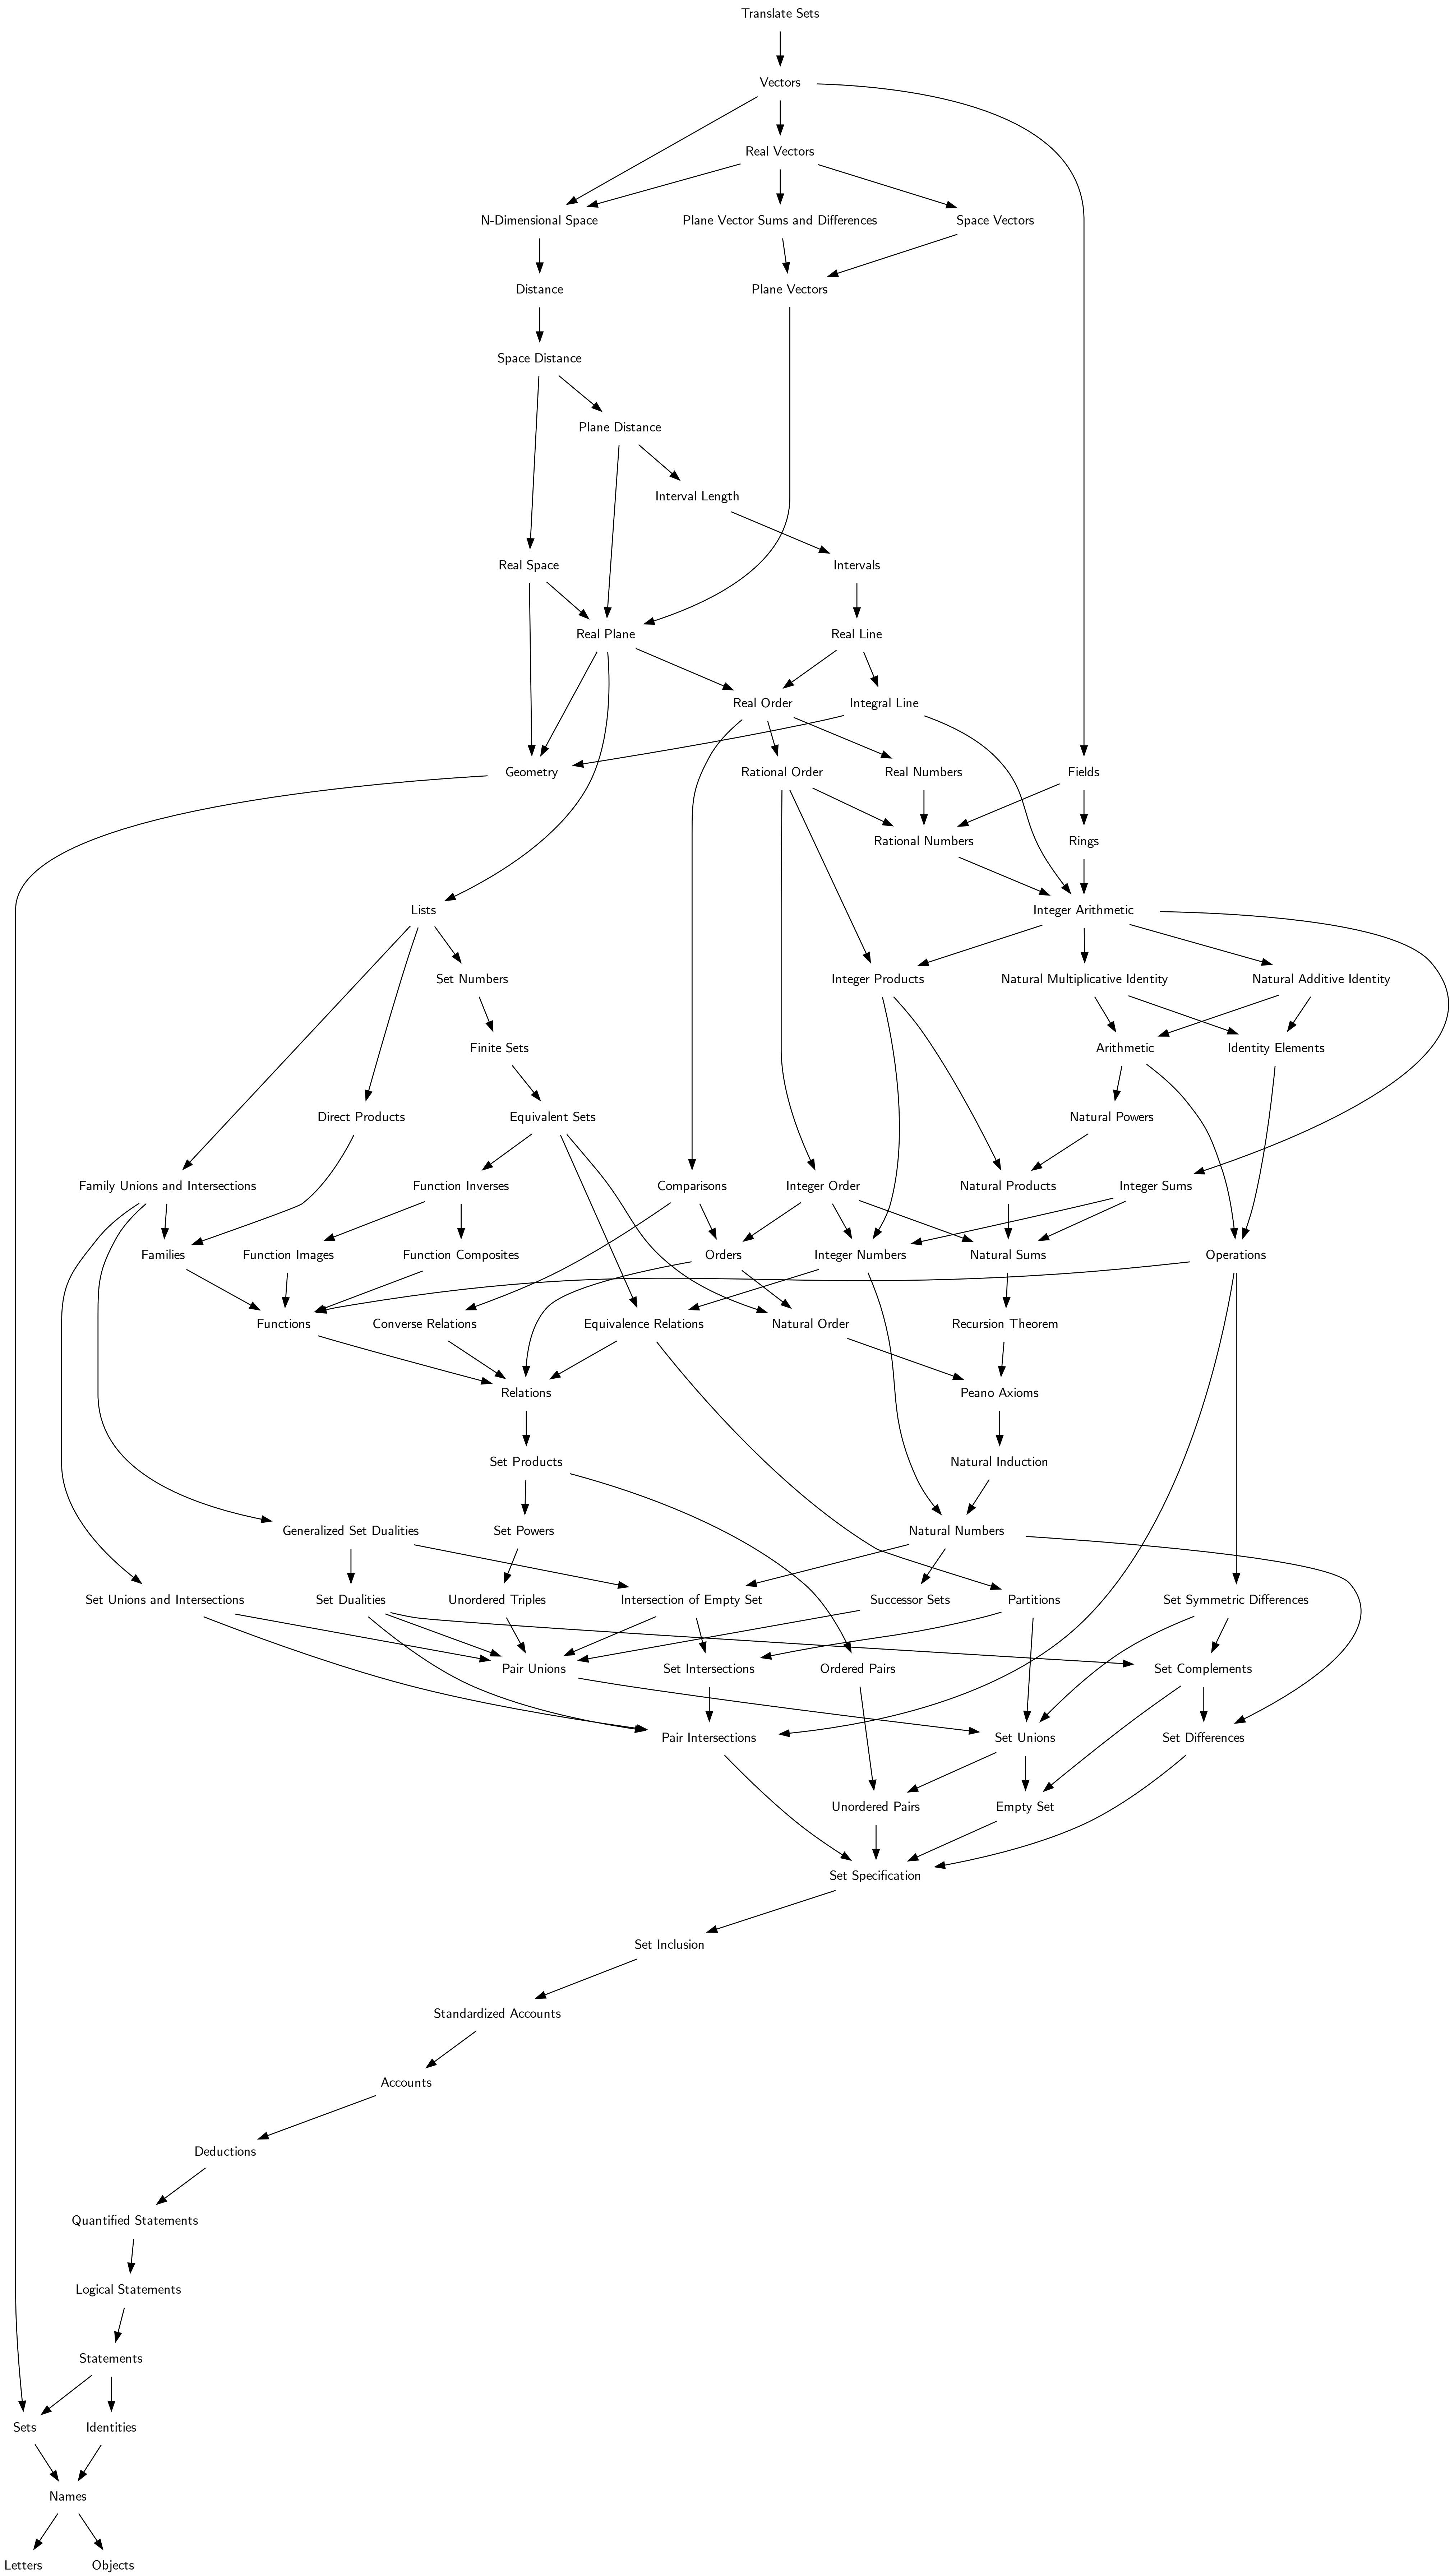 Translate Sets
Vectors
Real Vectors
N-Dimensional Space
Plane Vector Sums and Differences
Space Vectors
Distance
Plane Vectors
Space Distance
Plane Distance
Interval Length
Real Space
Intervals
Real Plane
Real Line
Real Order
Integral Line
Geometry
Rational Order
Real Numbers
Fields
Rational Numbers
Rings
Lists
Integer Arithmetic
Set Numbers
Integer Products
Natural Multiplicative Identity
Natural Additive Identity
Finite Sets
Arithmetic
Identity Elements
Direct Products
Equivalent Sets
Natural Powers
Family Unions and Intersections
Function Inverses
Comparisons
Integer Order
Natural Products
Integer Sums
Families
Function Images
Function Composites
Orders
Integer Numbers
Natural Sums
Operations
Functions
Converse Relations
Equivalence Relations
Natural Order
Recursion Theorem
Relations
Peano Axioms
Set Products
Natural Induction
Generalized Set Dualities
Set Powers
Natural Numbers
Set Unions and Intersections
Set Dualities
Unordered Triples
Intersection of Empty Set
Successor Sets
Partitions
Set Symmetric Differences
Pair Unions
Set Intersections
Ordered Pairs
Set Complements
Pair Intersections
Set Unions
Set Differences
Unordered Pairs
Empty Set
Set Specification
Set Inclusion
Standardized Accounts
Accounts
Deductions
Quantified Statements
Logical Statements
Statements
Sets
Identities
Names
Letters
Objects